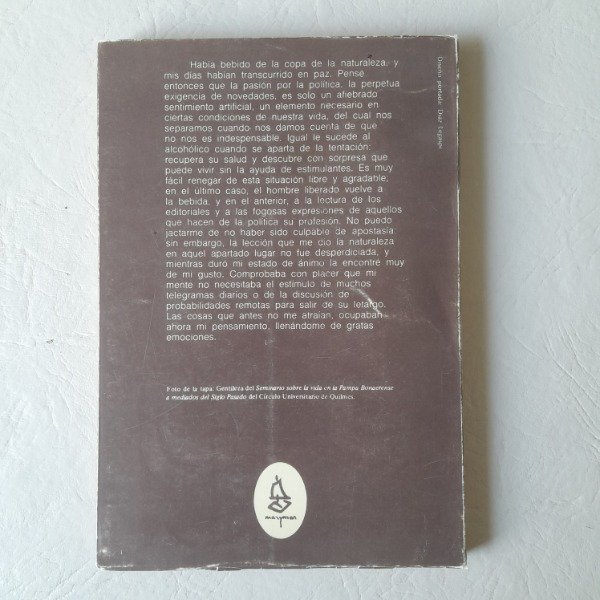 Había bebido de la copa de la naturaleza, y
mis días habían transcurrido en paz. Pensé
entonces que la pasión por la política, la perpetua
exigencia de novedades, es solo un afiebrado
sentimiento artificial, un elemento necesario en
ciertas condiciones de nuestra vida, del cual nos
separamos cuando nos damos cuenta de que
no nos es indispensable. Igual le sucede al
alcohólico cuando se aparta de la tentación:
recupera su salud y descubre con sorpresa que
puede vivir sin la ayuda de estimulantes. Es muy
fácil renegar de esta situación libre y agradable;
en el último caso, el hombre liberado vuelve a
la bebida, y en el anterior, a la lectura de los
editoriales y a las fogosas expresiones de aquellos
que hacen de la política su profesión. No puedo
jactarme de no haber sido culpable de apostasía
sin embargo, la lección que me dio la naturaleza
en aquel apartado lugar no fue desperdiciada, y
mientras duró mi estado de ánimo la encontré muy
de mi gusto. Comprobaba con placer que mi
mente no necesitaba el estímulo de muchos
telegramas diarios o de la discusión de
probabilidades remotas para salir de su letargo.
Las cosas que antes no me atraían, ocupaban
ahora mi pensamiento, llenándome de gratas
emociones.
Foto de la tapa: Gentileza del Seminario sobre la vida en la Pampa Bonaerense
a mediados del Siglo Pasado del Círculo Universitario de Quilmes.
Diseño portada: